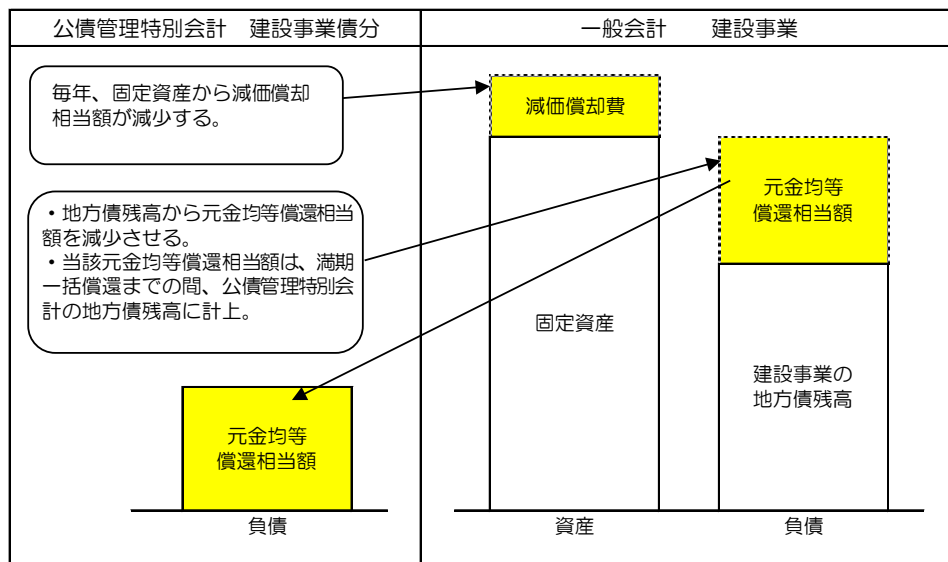 公債管理特別会計　建設事業債分
一般会計　　建設事業
毎年、固定資産から減価償却
相当額が減少する。
・地方債残高から元金均等償還相当
額を減少させる。
・当該元金均等償還相当額は、満期
一括償還までの間、公債管理特別会
計の地方債残高に計上。
元金均等
償還相当額
負債
減価償却費
固定資産
資産
元金均等
償還相当額
建設事業の
地方債残高
負債